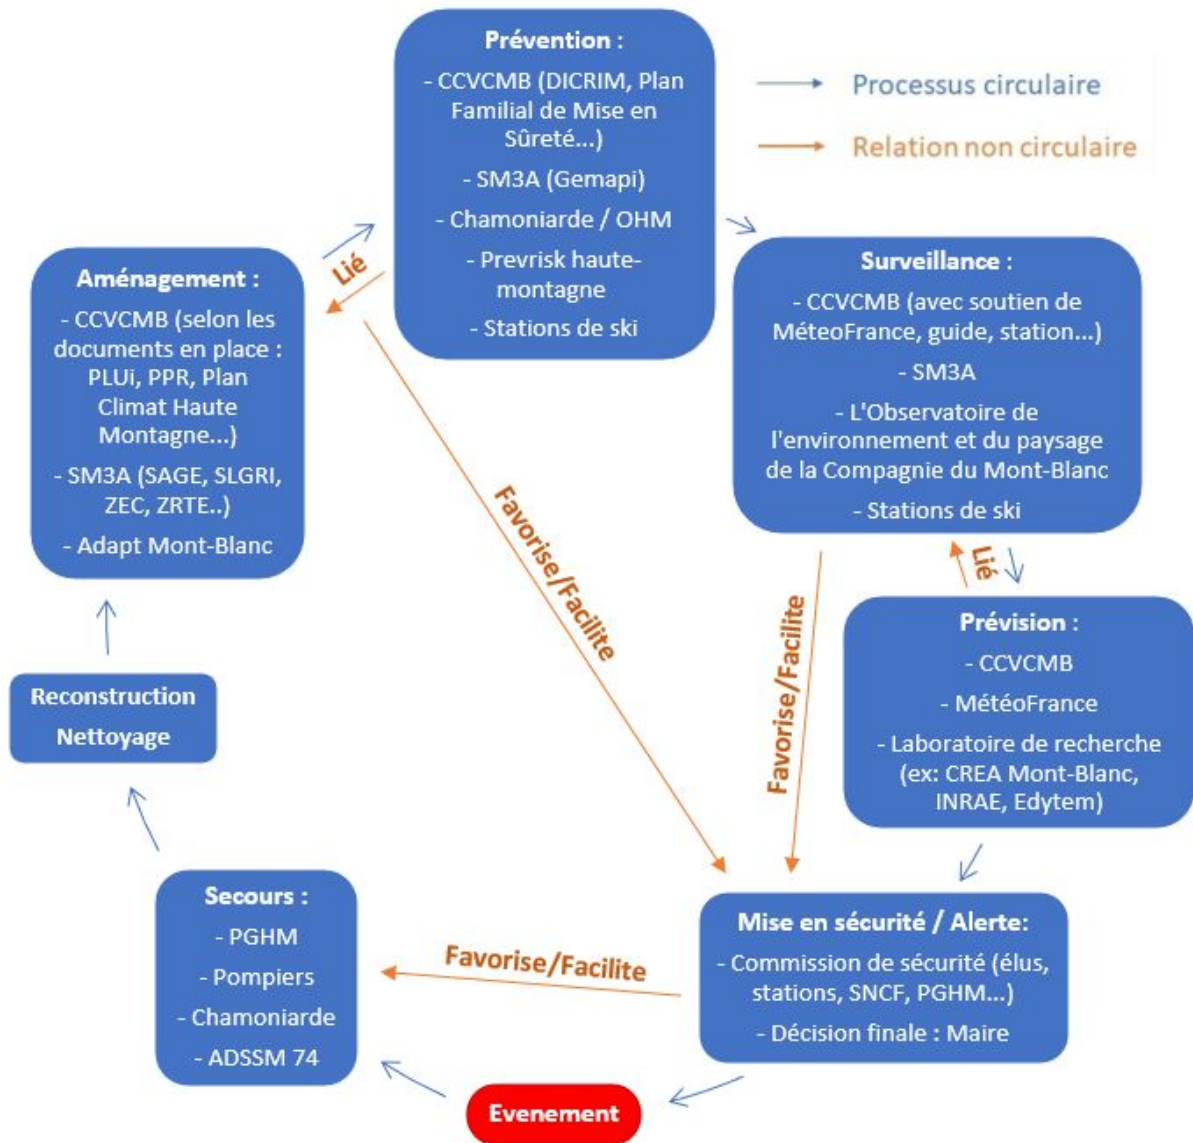 Prévention :
- CCVCMB (DICRIM, Plan
Familial de Mise en
Sûreté...)
- SM3A (Gemapi)
- Chamoniarde / OHM
- Prevrisk haute-
montagne
- Stations de ski
Processus circulaire
Relation non circulaire
Lié
Aménagement :
- CCVCMB (selon les
documents en place :
PLUi, PPR, Plan
Climat Haute
Montagne...)
- SM3A (SAGE, SLGRI,
ZEC, ZRTE..)
- Adapt Mont-Blanc
Surveillance :
- CCVCMB (avec soutien de
MéteoFrance, guide, station...)
- SM3A
- L'Observatoire de
l'environnement et du paysage
de la Compagnie du Mont-Blanc
- Stations de ski
Favorise/Facilite
Favorise/Facilite
Lié
Prévision :
- CCVCMB
- MétéoFrance
- Laboratoire de recherche
(ex: CREA Mont-Blanc,
INRAE, Edytem)
Reconstruction
Nettoyage
Secours :
- PGHM
- Pompiers
- Chamoniarde
- ADSSM 74
Favorise/Facilite
Mise en sécurité / Alerte:
- Commission de sécurité (élus,
stations, SNCF, PGHM...)
- Décision finale : Maire
Evenement